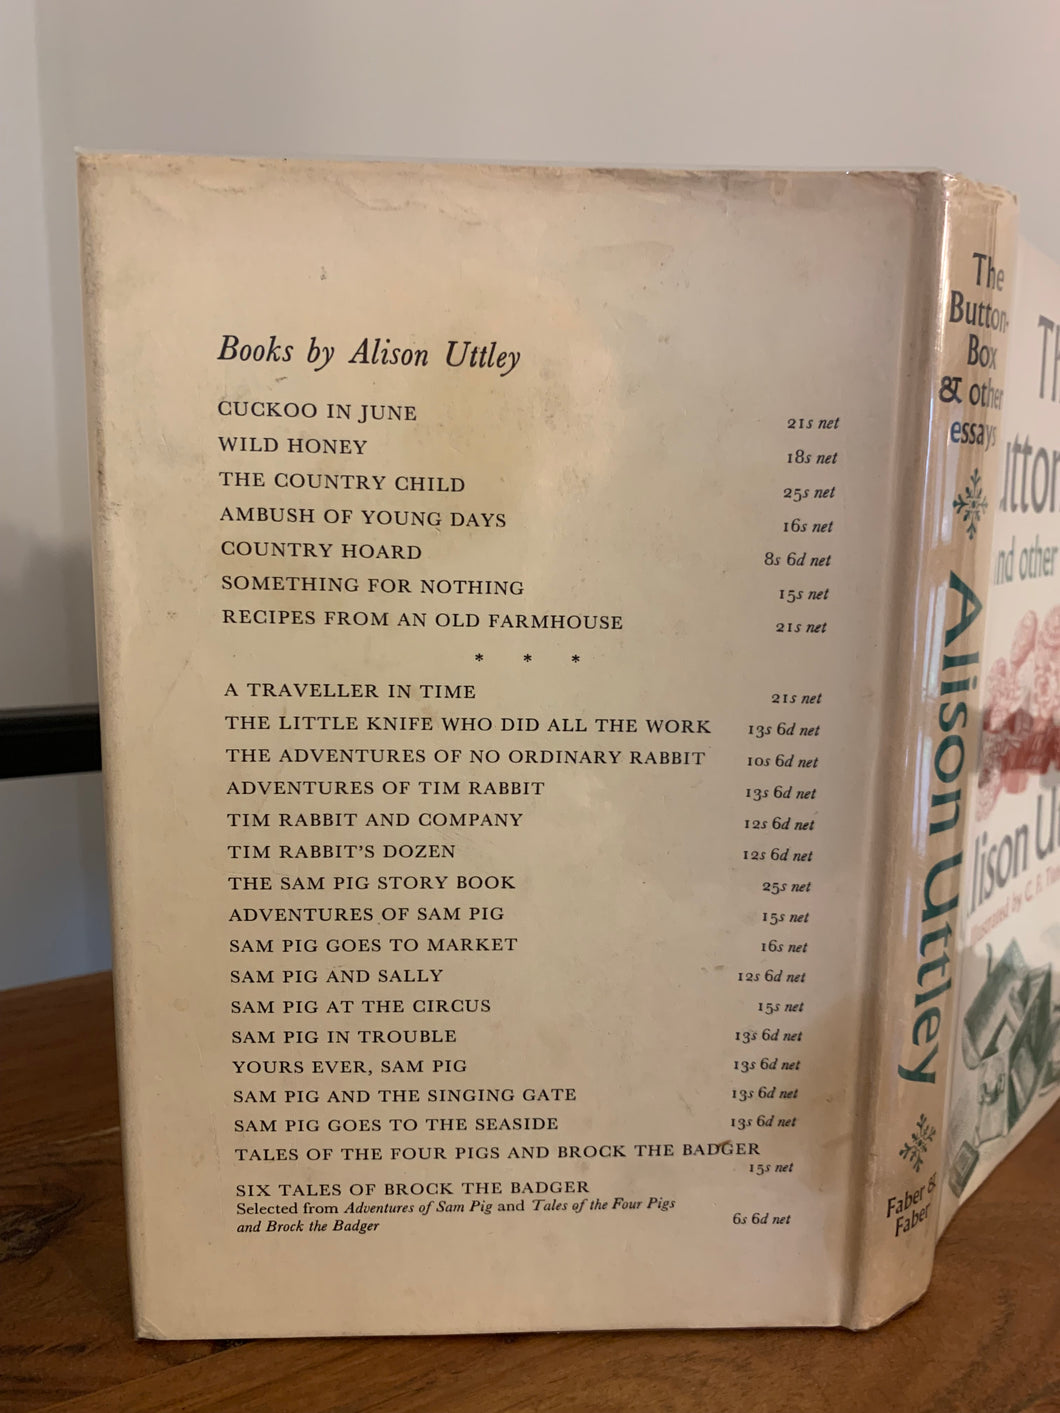 Books by Alison Uttley
CUCKOO IN JUNE 21s net
WILD HONEY 18s net
THE COUNTRY CHILD 25s net
AMBUSH OF YOUNG DAYS 16s net
COUNTRY HOARD 8s 6d net
SOMETHING FOR NOTHING 15s net
RECIPES FROM AN OLD FARMHOUSE 21s net
* * *
A TRAVELLER IN TIME 21s net
THE LITTLE KNIFE WHO DID ALL THE WORK 13s 6d net
THE ADVENTURES OF NO ORDINARY RABBIT 10s 6d net
ADVENTURES OF TIM RABBIT 13s 6d net
TIM RABBIT AND COMPANY 12s 6d net
TIM RABBIT'S DOZEN 12s 6d net
THE SAM PIG STORY BOOK 25s net
ADVENTURES OF SAM PIG 15s net
SAM PIG GOES TO MARKET 16s net
SAM PIG AND SALLY 12s 6d net
SAM PIG AT THE CIRCUS 15s net
SAM PIG IN TROUBLE 13s 6d net
YOURS EVER, SAM PIG 13s 6d net
SAM PIG AND THE SINGING GATE 13s 6d net
SAM PIG GOES TO THE SEASIDE 13s 6d net
TALES OF THE FOUR PIGS AND BROCK THE BADGER
15s net
SIX TALES OF BROCK THE BADGER
Selected from Adventures of Sam Pig and Tales of the Four Pigs
and Brock the Badger 6s 6d net
The
Button-
Box
& other
essays
Alison Uttley
Faber &
Faber
other
Illustrated by C. F.